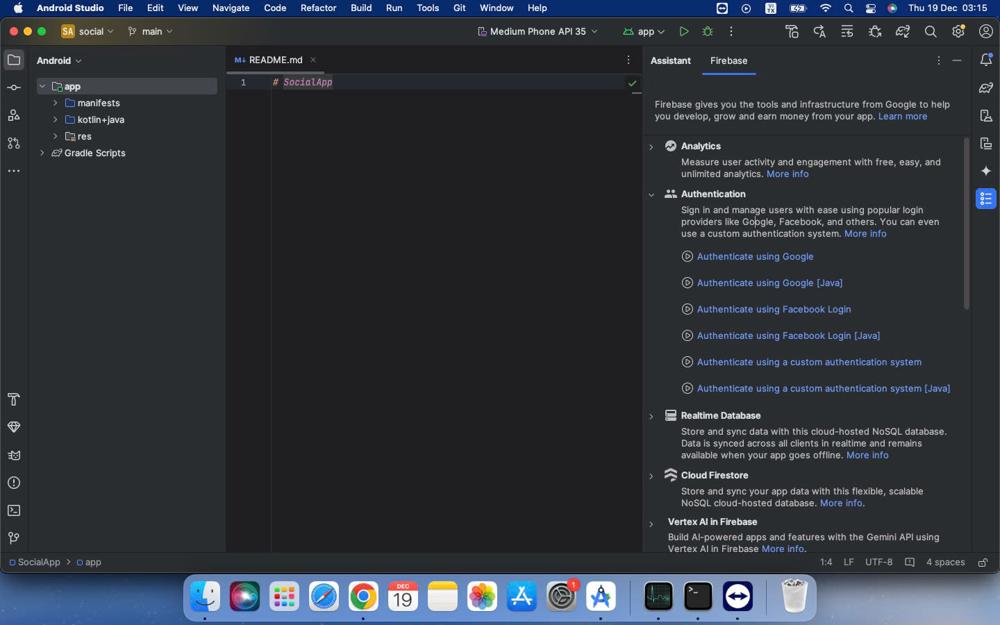 Android Studio File Edit View Navigate Code Refactor Build Run Tools Git Window Help VI TX Thu 19 Dec 03:15
SA social main Medium Phone API 35 app
Android
M↓ README.md
Assistant Firebase
app
manifests
kotlin+java
res
Gradle Scripts
1 # SocialApp
Firebase gives you the tools and infrastructure from Google to help
you develop, grow and earn money from your app. Learn more
Analytics
Measure user activity and engagement with free, easy, and
unlimited analytics. More info
Authentication
Sign in and manage users with ease using popular login
providers like Google, Facebook, and others. You can even
use a custom authentication system. More info
Authenticate using Google
Authenticate using Google [Java]
Authenticate using Facebook Login
Authenticate using Facebook Login [Java]
Authenticate using a custom authentication system
Authenticate using a custom authentication system [Java]
Realtime Database
Store and sync data with this cloud-hosted NoSQL database.
Data is synced across all clients in realtime and remains
available when your app goes offline. More info
Cloud Firestore
Store and sync your app data with this flexible, scalable
NoSQL cloud-hosted database. More info.
Vertex AI in Firebase
Build AI-powered apps and features with the Gemini API using
Vertex AI in Firebase More info.
SocialApp app 1:4 LF UTF-8 4 spaces
DEC
19
1
>_